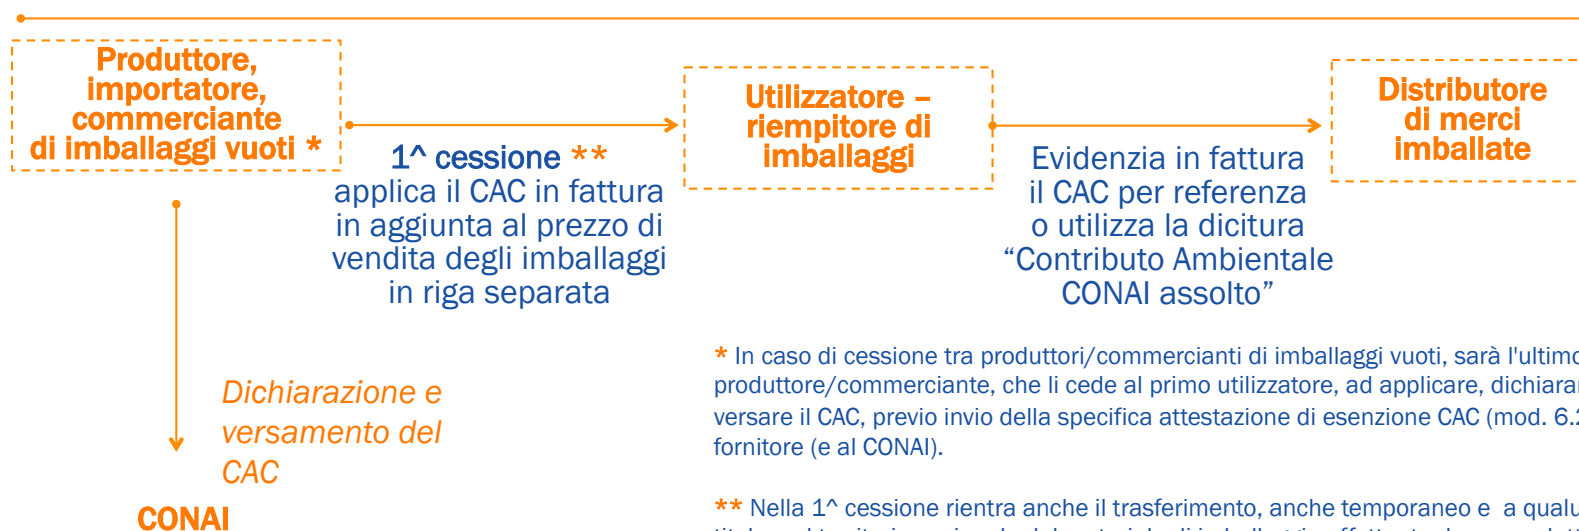 Produttore,
importatore,
commerciante
di imballaggi vuoti *
1^ cessione **
applica il CAC in fattura
in aggiunta al prezzo di
vendita degli imballaggi
in riga separata
Utilizzatore –
riempitore di
imballaggi
Evidenzia in fattura
il CAC per referenza
o utilizza la dicitura
“Contributo Ambientale
CONAI assolto”
Distributore
di merci
imballate
Dichiarazione e
versamento del
CAC
CONAI
* In caso di cessione tra produttori/commercianti di imballaggi vuoti, sarà l'ultimo
produttore/commerciante, che li cede al primo utilizzatore, ad applicare,
versare il CAC, previo invio della specifica attestazione di esenzione CAC (mod.
fornitore (e al CONAI).
** Nella 1^ cessione rientra anche il trasferimento, anche temporaneo e a